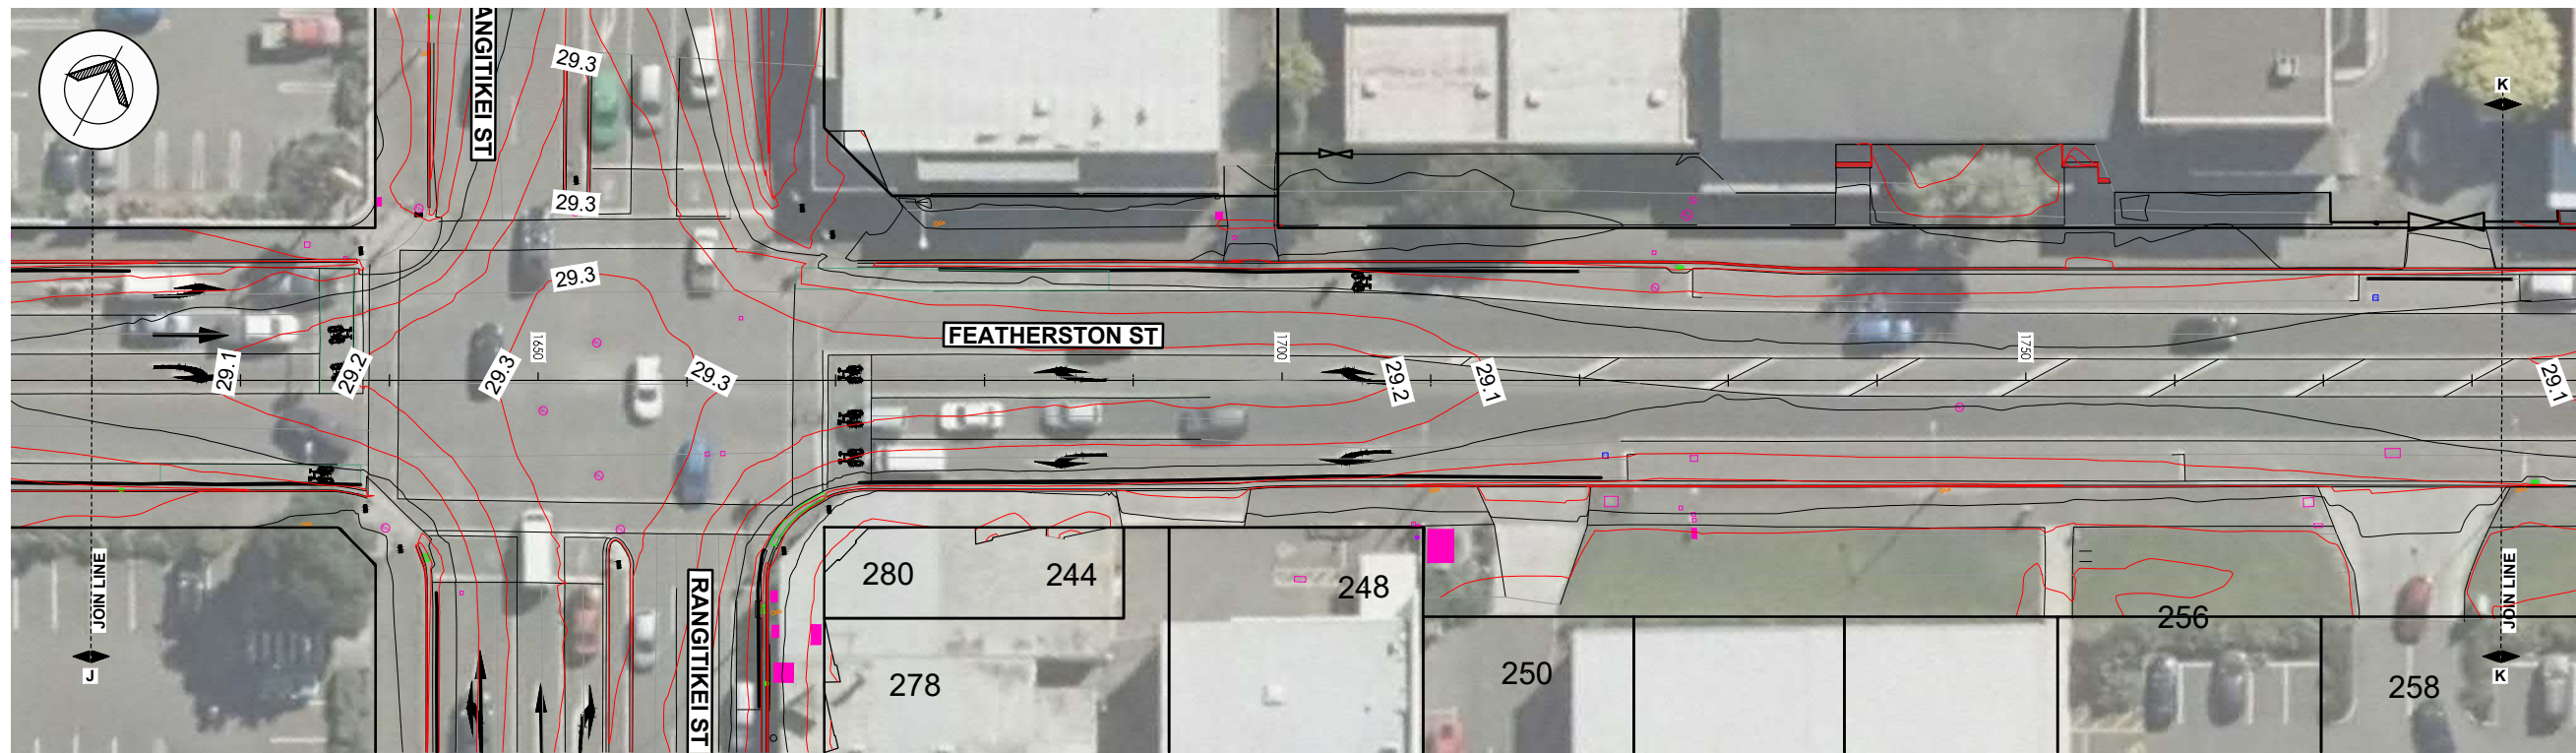 ANGITIKEI ST
29.3
K
29.3
29.3
FEATHERSTON ST
1650
1700
1750
29.1
29.2
29.3
29.3
29.2
29.1
29.1
JOIN LINE
J
280
244
248
RANGITIKEI ST
278
250
256
258
JOIN LINE
K